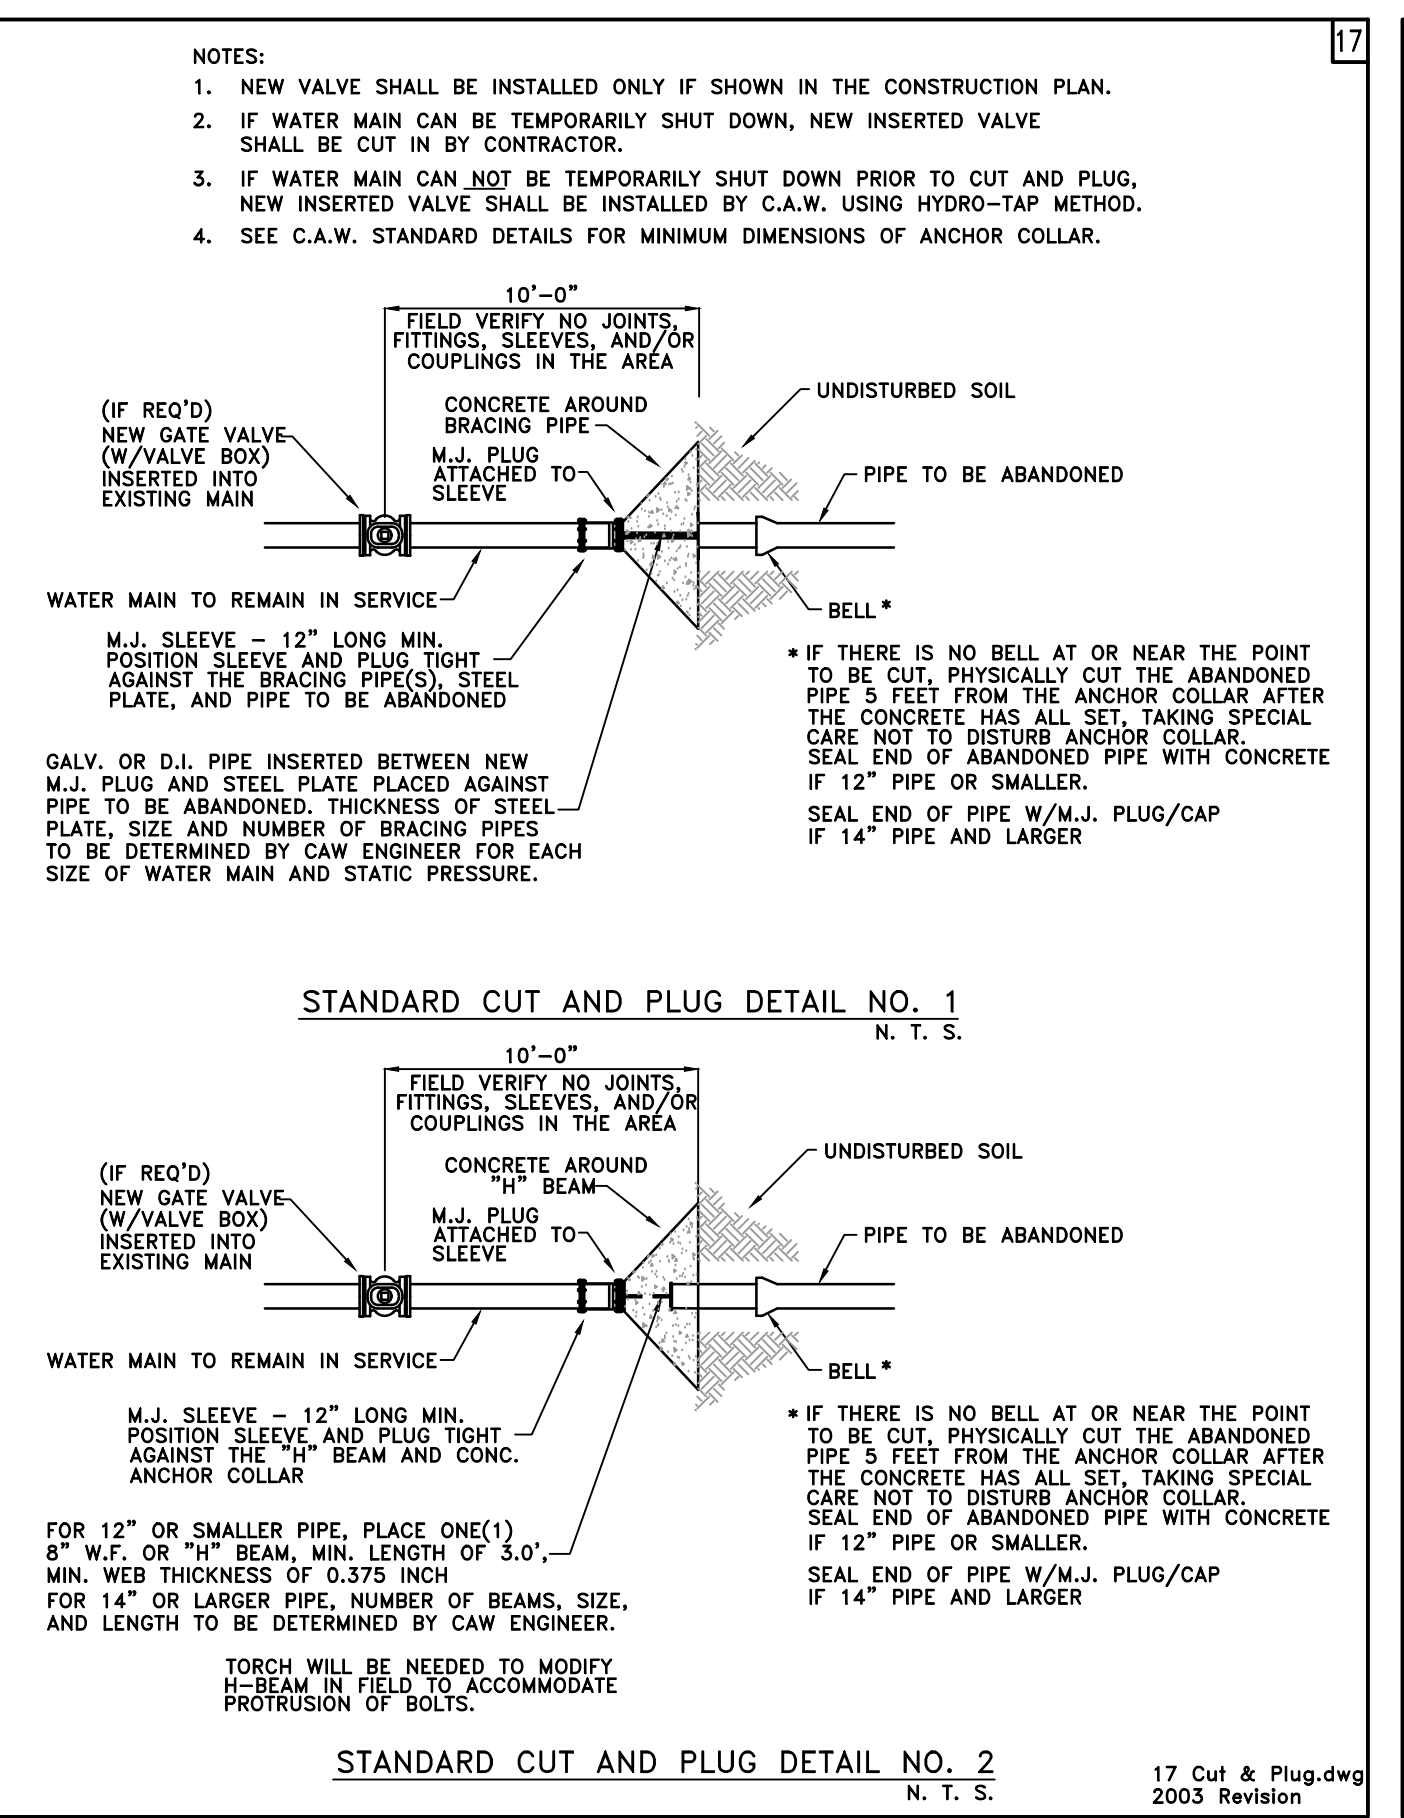 17
NOTES:
1. NEW VALVE SHALL BE INSTALLED ONLY IF SHOWN IN THE CONSTRUCTION PLAN.
2. IF WATER MAIN CAN BE TEMPORARILY SHUT DOWN, NEW INSERTED VALVE
SHALL BE CUT IN BY CONTRACTOR.
3. IF WATER MAIN CAN NOT BE TEMPORARILY SHUT DOWN PRIOR TO CUT AND PLUG,
NEW INSERTED VALVE SHALL BE INSTALLED BY C.A.W. USING HYDRO-TAP METHOD.
4. SEE C.A.W. STANDARD DETAILS FOR MINIMUM DIMENSIONS OF ANCHOR COLLAR.
10'-0"
FIELD VERIFY NO JOINTS,
FITTINGS, SLEEVES, AND/OR
COUPLINGS IN THE AREA
UNDISTURBED SOIL
(IF REQ'D)
NEW GATE VALVE
(W/VALVE BOX)
INSERTED INTO
EXISTING MAIN
CONCRETE AROUND
BRACING PIPE
M.J. PLUG
ATTACHED TO
SLEEVE
PIPE TO BE ABANDONED
WATER MAIN TO REMAIN IN SERVICE
BELL*
M.J. SLEEVE - 12" LONG MIN.
POSITION SLEEVE AND PLUG TIGHT
AGAINST THE BRACING PIPE(S), STEEL
PLATE, AND PIPE TO BE ABANDONED
* IF THERE IS NO BELL AT OR NEAR THE POINT
TO BE CUT, PHYSICALLY CUT THE ABANDONED
PIPE 5 FEET FROM THE ANCHOR COLLAR AFTER
THE CONCRETE HAS ALL SET, TAKING SPECIAL
CARE NOT TO DISTURB ANCHOR COLLAR.
SEAL END OF ABANDONED PIPE WITH CONCRETE
IF 12" PIPE OR SMALLER.
SEAL END OF PIPE W/M.J. PLUG/CAP
IF 14" PIPE AND LARGER
GALV. OR D.I. PIPE INSERTED BETWEEN NEW
M.J. PLUG AND STEEL PLATE PLACED AGAINST
PIPE TO BE ABANDONED. THICKNESS OF STEEL
PLATE, SIZE AND NUMBER OF BRACING PIPES
TO BE DETERMINED BY CAW ENGINEER FOR EACH
SIZE OF WATER MAIN AND STATIC PRESSURE.
STANDARD CUT AND PLUG DETAIL NO. 1
N. T. S.
10'-0"
FIELD VERIFY NO JOINTS,
FITTINGS, SLEEVES, AND/OR
COUPLINGS IN THE AREA
UNDISTURBED SOIL
(IF REQ'D)
NEW GATE VALVE
(W/VALVE BOX)
INSERTED INTO
EXISTING MAIN
CONCRETE AROUND
"H" BEAM
M.J. PLUG
ATTACHED TO
SLEEVE
PIPE TO BE ABANDONED
WATER MAIN TO REMAIN IN SERVICE
BELL*
M.J. SLEEVE - 12" LONG MIN.
POSITION SLEEVE AND PLUG TIGHT
AGAINST THE "H" BEAM AND CONC.
ANCHOR COLLAR
* IF THERE IS NO BELL AT OR NEAR THE POINT
TO BE CUT, PHYSICALLY CUT THE ABANDONED
PIPE 5 FEET FROM THE ANCHOR COLLAR AFTER
THE CONCRETE HAS ALL SET, TAKING SPECIAL
CARE NOT TO DISTURB ANCHOR COLLAR.
SEAL END OF ABANDONED PIPE WITH CONCRETE
IF 12" PIPE OR SMALLER.
SEAL END OF PIPE W/M.J. PLUG/CAP
IF 14" PIPE AND LARGER
FOR 12" OR SMALLER PIPE, PLACE ONE(1)
8" W.F. OR "H" BEAM, MIN. LENGTH OF 3.0',
MIN. WEB THICKNESS OF 0.375 INCH
FOR 14" OR LARGER PIPE, NUMBER OF BEAMS, SIZE,
AND LENGTH TO BE DETERMINED BY CAW ENGINEER.
TORCH WILL BE NEEDED TO MODIFY
H-BEAM IN FIELD TO ACCOMMODATE
PROTRUSION OF BOLTS.
STANDARD CUT AND PLUG DETAIL NO. 2
N. T. S.
17 Cut & Plug.dwg
2003 Revision